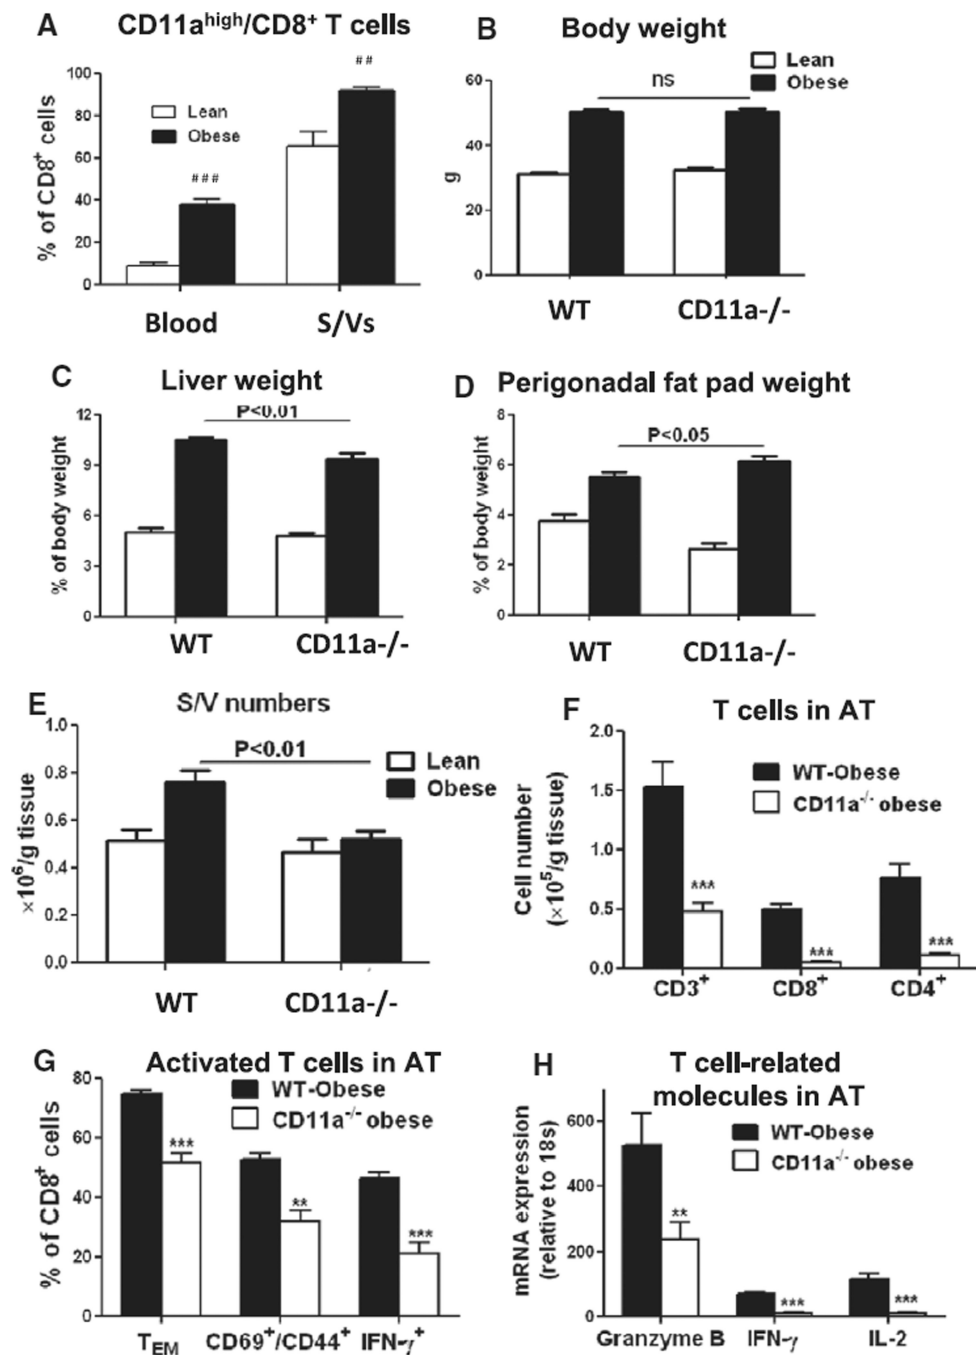 A CD11a^high/CD8⁺ T cells
% of CD8⁺ cells
100
80
60
40
20
0
Lean
Obese
###
##
Blood S/Vs
B Body weight
Lean
Obese
g
60
40
20
0
ns
WT CD11a-/-
C Liver weight
% of body weight
12
9
6
3
0
P<0.01
WT CD11a-/-
D Perigonadal fat pad weight
% of body weight
8
6
4
2
0
P<0.05
WT CD11a-/-
E S/V numbers
×10⁶/g tissue
1.0
0.8
0.6
0.4
0.2
0.0
P<0.01
Lean
Obese
WT CD11a-/-
F T cells in AT
Cell number
(×10⁵/g tissue)
2.0
1.5
1.0
0.5
0.0
WT-Obese
CD11a⁻/⁻ obese
***
***
***
CD3⁺ CD8⁺ CD4⁺
G Activated T cells in AT
% of CD8⁺ cells
80
60
40
20
0
WT-Obese
CD11a⁻/⁻ obese
***
**
***
T_EM CD69⁺/CD44⁺ IFN-γ⁺
H T cell-related
molecules in AT
mRNA expression
(relative to 18s)
600
400
200
0
WT-Obese
CD11a⁻/⁻ obese
**
***
***
Granzyme B IFN-γ IL-2